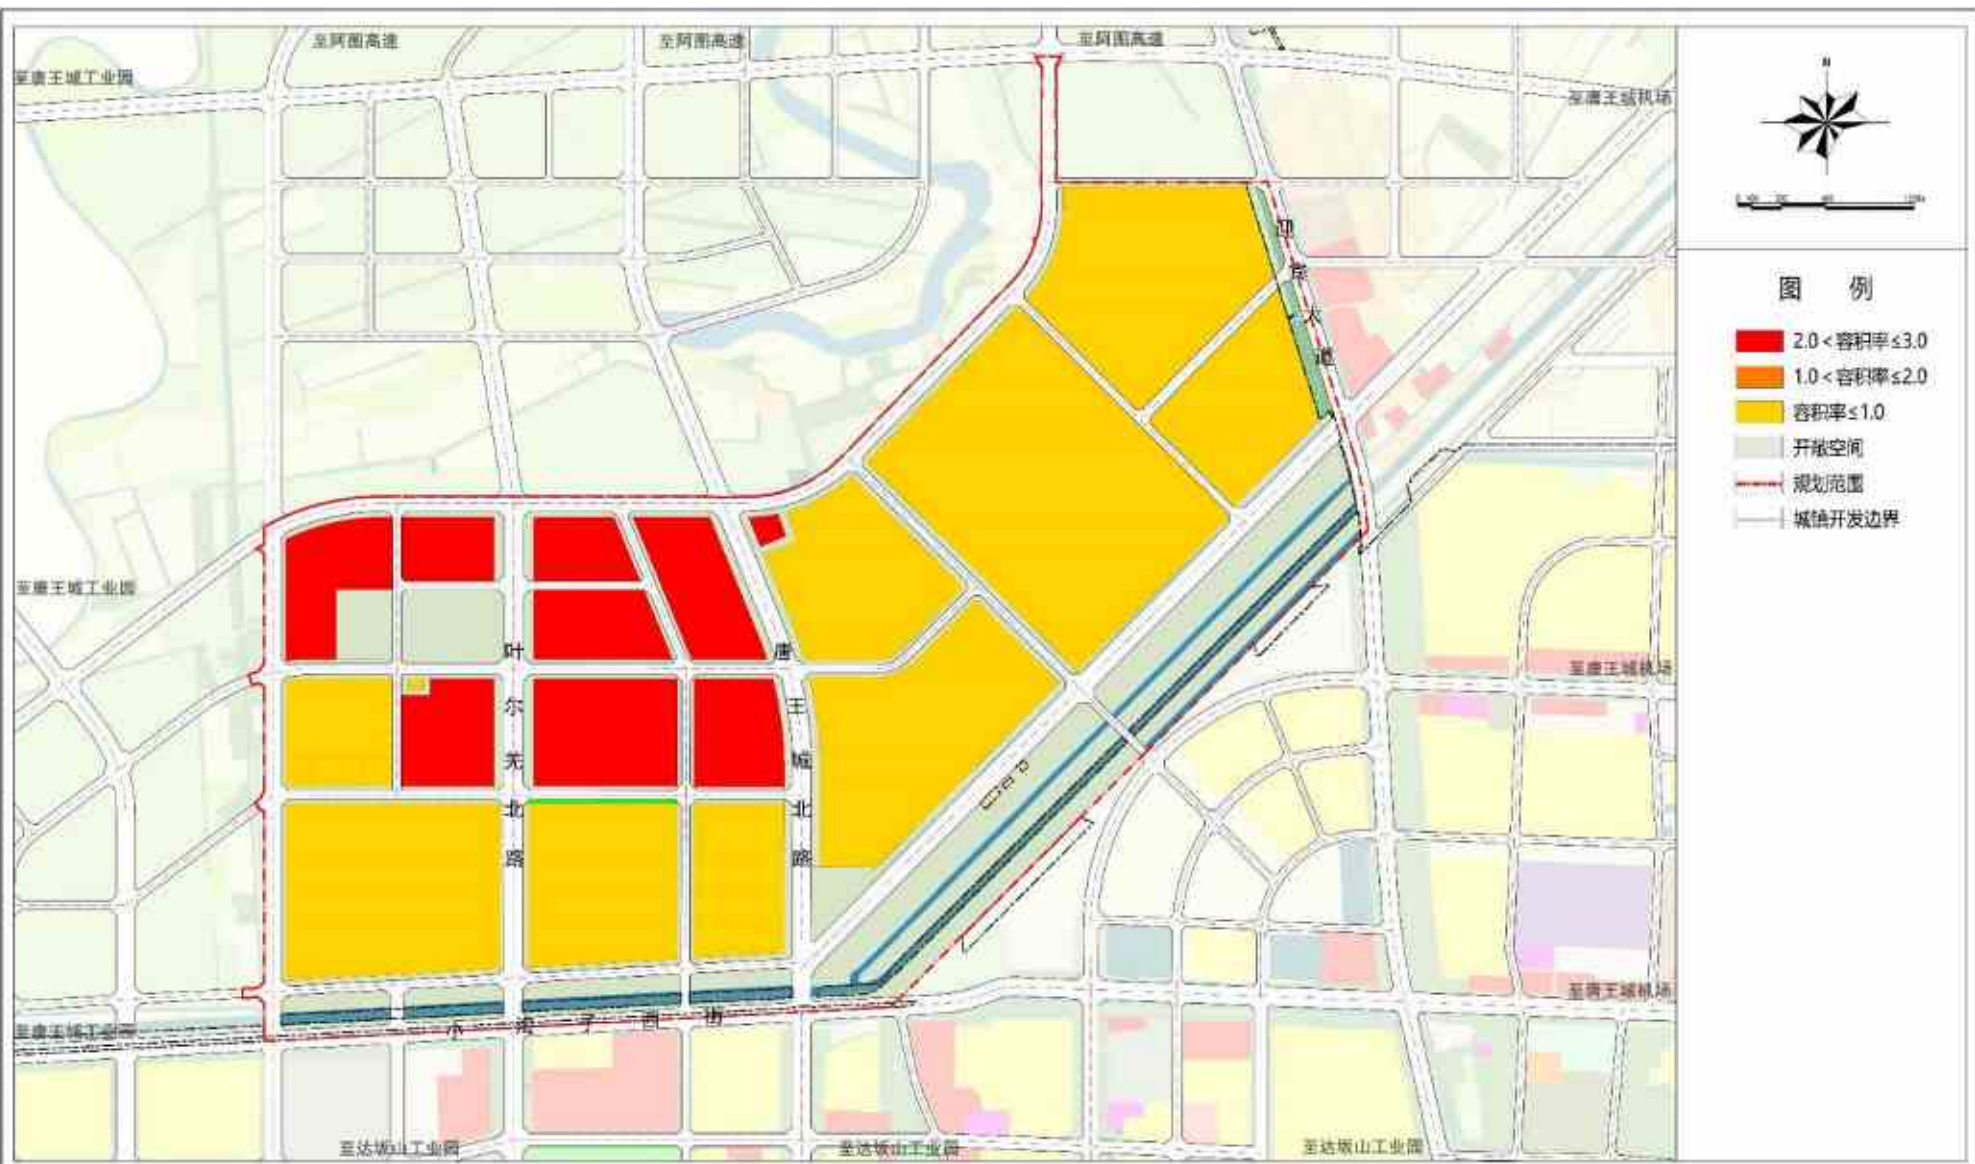 至阿图高速
至阿图高速
至阿图高速
至唐王城工业园
至唐王城机场
N
迎
宾
大
道
图 例
2.0<容积率≤3.0
1.0<容积率≤2.0
容积率≤1.0
开敞空间
规划范围
城镇开发边界
至唐王城工业园
叶
尔
羌
北
路
唐
王
城
北
路
至唐王城机场
至唐王城机场
至唐王城工业园
小 海 子 西 街
至达坂山工业园
至达坂山工业园
至达坂山工业园